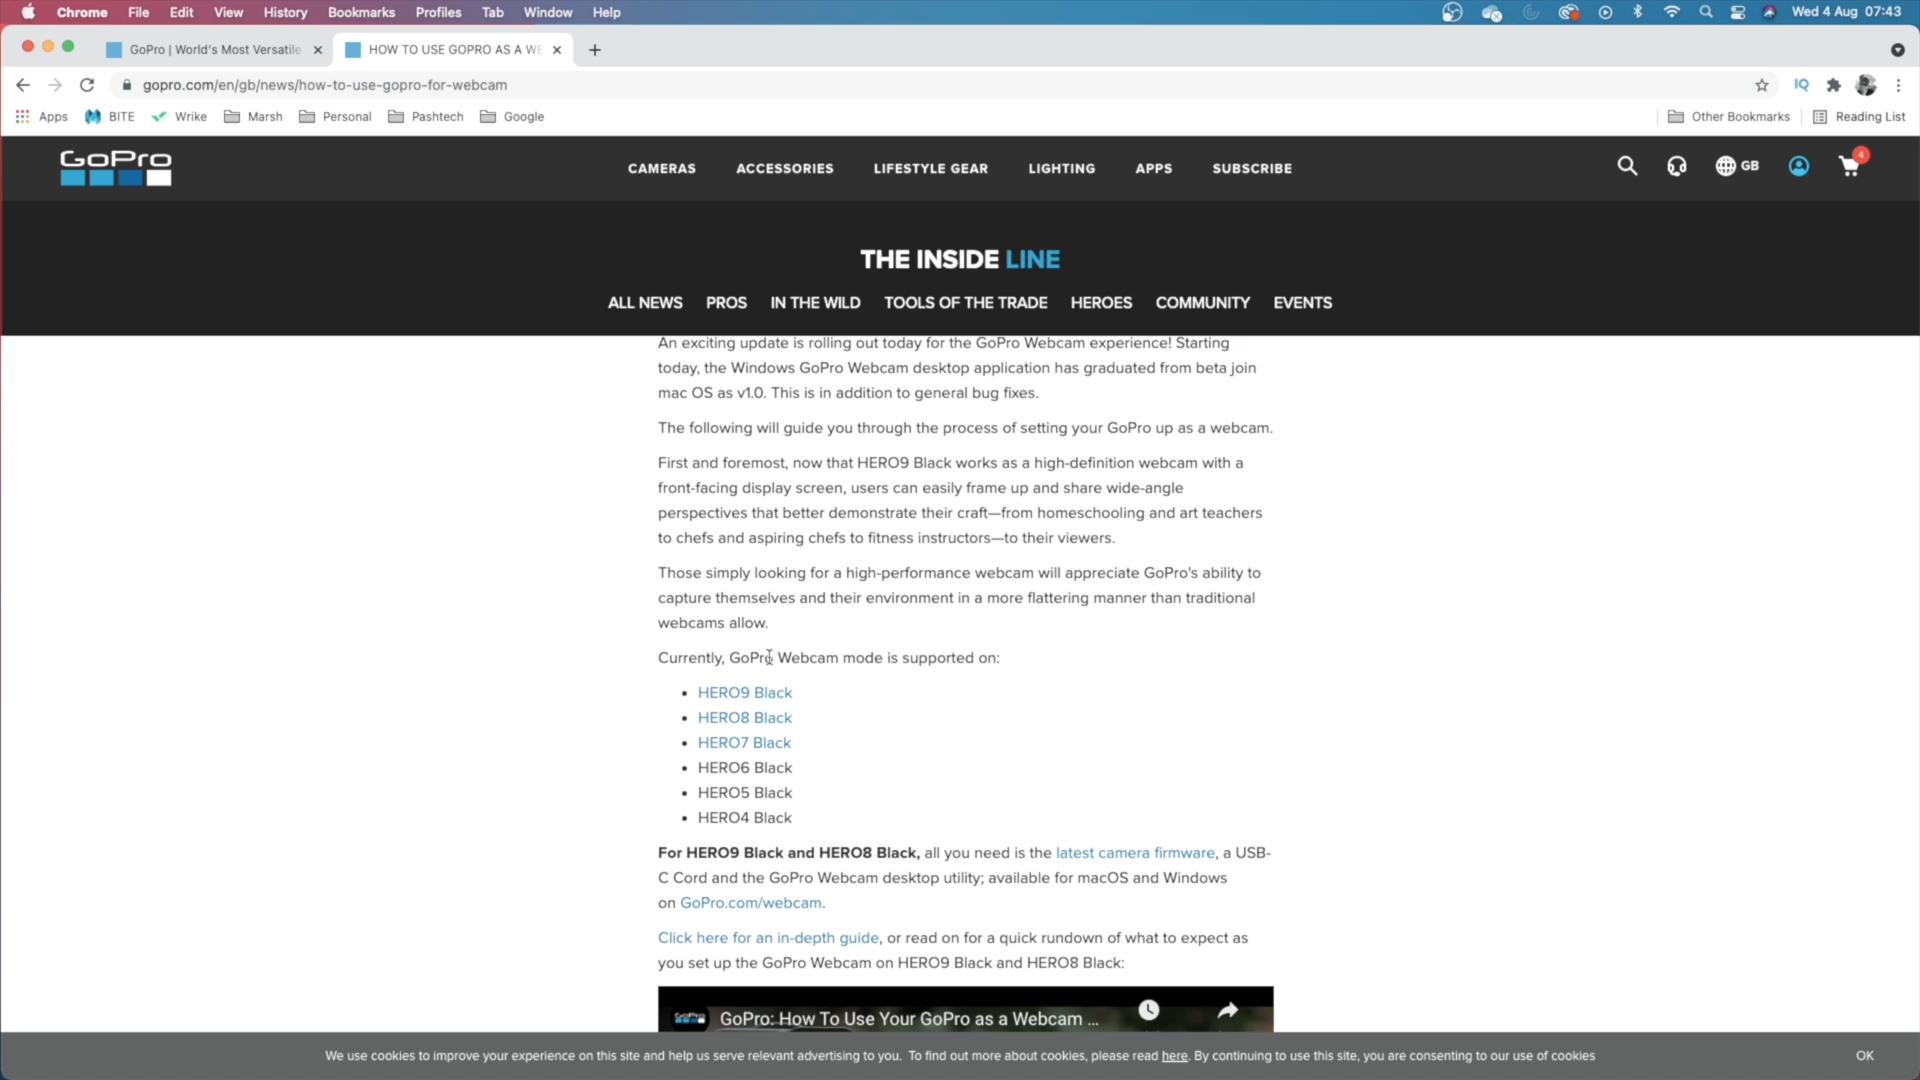 Chrome File Edit View History Bookmarks Profiles Tab Window Help Wed 4 Aug 07:43
GoPro | World's Most Versatile HOW TO USE GOPRO AS A WE
gopro.com/en/gb/news/how-to-use-gopro-for-webcam IQ
Apps BITE Wrike Marsh Personal Pashtech Google Other Bookmarks Reading List
GoPro CAMERAS ACCESSORIES LIFESTYLE GEAR LIGHTING APPS SUBSCRIBE GB 4
THE INSIDE LINE
ALL NEWS PROS IN THE WILD TOOLS OF THE TRADE HEROES COMMUNITY EVENTS
An exciting update is rolling out today for the GoPro Webcam experience! Starting
today, the Windows GoPro Webcam desktop application has graduated from beta join
mac OS as v1.0. This is in addition to general bug fixes.
The following will guide you through the process of setting your GoPro up as a webcam.
First and foremost, now that HERO9 Black works as a high-definition webcam with a
front-facing display screen, users can easily frame up and share wide-angle
perspectives that better demonstrate their craft—from homeschooling and art teachers
to chefs and aspiring chefs to fitness instructors—to their viewers.
Those simply looking for a high-performance webcam will appreciate GoPro's ability to
capture themselves and their environment in a more flattering manner than traditional
webcams allow.
Currently, GoPro Webcam mode is supported on:
• HERO9 Black
• HERO8 Black
• HERO7 Black
• HERO6 Black
• HERO5 Black
• HERO4 Black
For HERO9 Black and HERO8 Black, all you need is the latest camera firmware, a USB-
C Cord and the GoPro Webcam desktop utility; available for macOS and Windows
on GoPro.com/webcam.
Click here for an in-depth guide, or read on for a quick rundown of what to expect as
you set up the GoPro Webcam on HERO9 Black and HERO8 Black:
GoPro GoPro: How To Use Your GoPro as a Webcam ...
We use cookies to improve your experience on this site and help us serve relevant advertising to you. To find out more about cookies, please read here. By continuing to use this site, you are consenting to our use of cookies OK